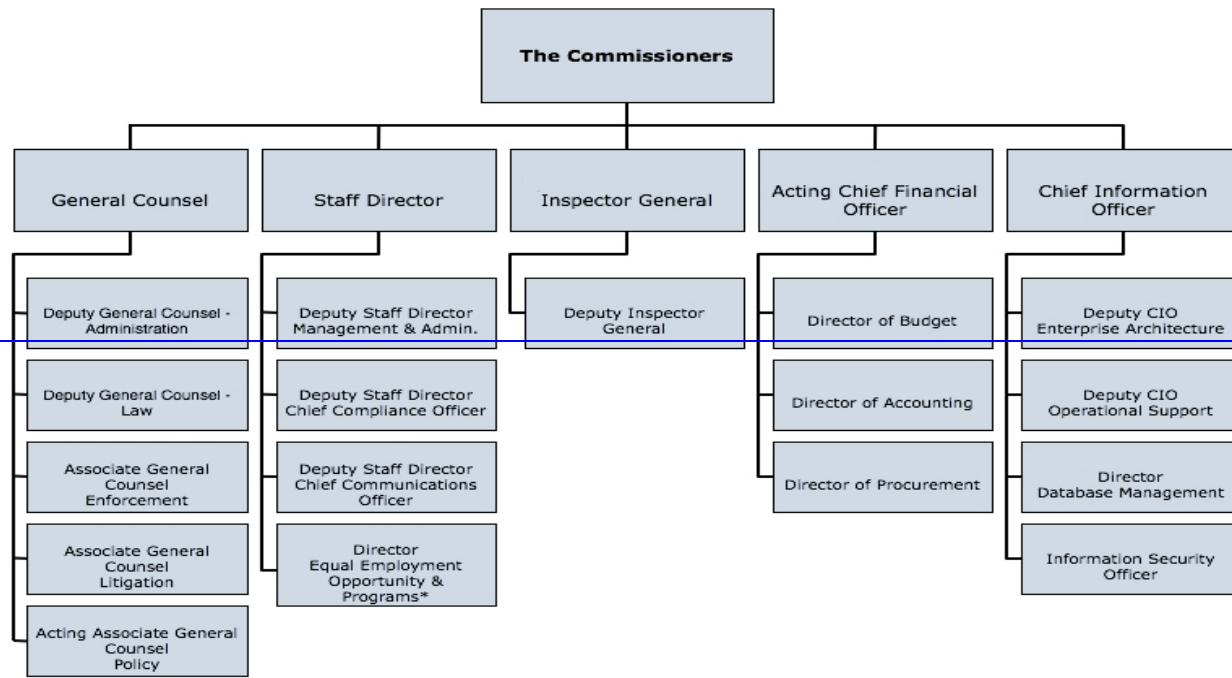 The Commissioners
General Counsel
Staff Director
Inspector General
Acting Chief Financial
Officer
Chief Information
Officer
Deputy General Counsel -
Administration
Deputy General Counsel -
Law
Associate General
Counsel
Enforcement
Associate General
Counsel
Litigation
Acting Associate General
Counsel
Policy
Deputy Staff Director
Management & Admin.
Deputy Staff Director
Chief Compliance Officer
Deputy Staff Director
Chief Communications
Officer
Director
Equal Employment
Opportunity &
Programs*
Deputy Inspector
General
Director of Budget
Director of Accounting
Director of Procurement
Deputy CIO
Enterprise Architecture
Deputy CIO
Operational Support
Director
Database Management
Information Security
Officer